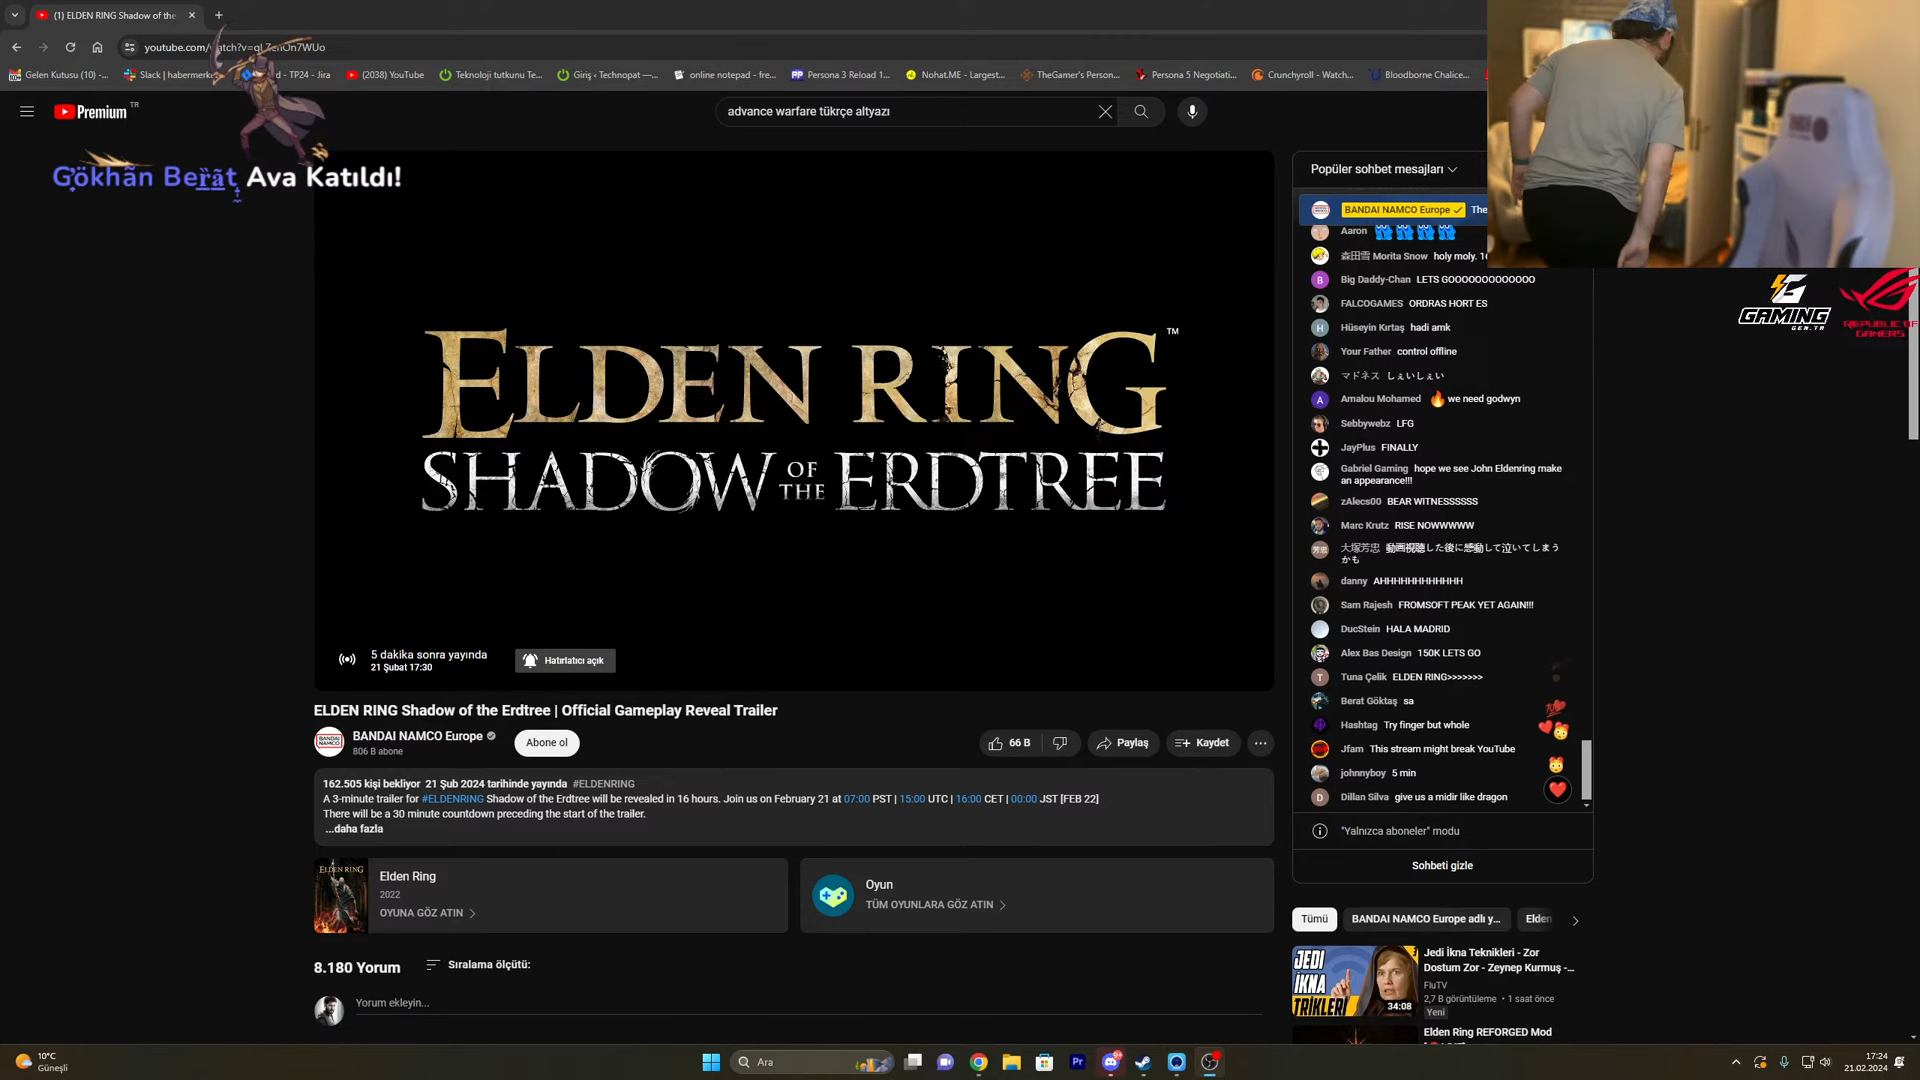 (1) ELDEN RING Shadow of the
youtube.com/watch?v=qLZenOn7WUo
Gelen Kutusu (10) -...
Slack | habermerk
- TP24 - Jira
(2038) YouTube
Teknoloji tutkunu Te...
Giriş ‹ Technopat —...
online notepad - fre...
Persona 3 Reload 1...
Nohat.ME - Largest...
TheGamer's Person...
Persona 5 Negotiati...
Crunchyroll - Watch...
Bloodborne Chalice...
Premium TR
advance warfare tükrçe altyazı
Gökhan Berat Ava Katıldı!
ELDEN RING™
SHADOW OF THE ERDTREE
5 dakika sonra yayında
21 Şubat 17:30
Hatırlatıcı açık
Popüler sohbet mesajları
BANDAI NAMCO Europe The
Aaron
森田雪 Morita Snow holy moly. 16
Big Daddy-Chan LETS GOOOOOOOOOOOOO
FALCOGAMES ORDRAS HORT ES
Hüseyin Kırtaş hadi amk
Your Father control offline
マドネス しぇいしぇい
Amalou Mohamed 🔥 we need godwyn
Sebbywebz LFG
JayPlus FINALLY
Gabriel Gaming hope we see John Eldenring make
an appearance!!!
zAlecs00 BEAR WITNESSSSSS
Marc Krutz RISE NOWWWWW
大塚芳忠 動画視聴した後に感動して泣いてしまう
かも
danny AHHHHHHHHHHHH
Sam Rajesh FROMSOFT PEAK YET AGAIN!!!
DucStein HALA MADRID
Alex Bas Design 150K LETS GO
Tuna Çelik ELDEN RING>>>>>>>
Berat Göktaş sa
Hashtag Try finger but whole
Jfam This stream might break YouTube
johnnyboy 5 min
Dillan Silva give us a midir like dragon
"Yalnızca aboneler" modu
Sohbeti gizle
GAMING
GEN.TR
REPUBLIC OF
GAMERS
ELDEN RING Shadow of the Erdtree | Official Gameplay Reveal Trailer
BANDAI NAMCO Europe
806 B abone
Abone ol
66 B
Paylaş
Kaydet
162.505 kişi bekliyor 21 Şub 2024 tarihinde yayında #ELDENRING
A 3-minute trailer for #ELDENRING Shadow of the Erdtree will be revealed in 16 hours. Join us on February 21 at 07:00 PST | 15:00 UTC | 16:00 CET | 00:00 JST [FEB 22]
There will be a 30 minute countdown preceding the start of the trailer.
...daha fazla
ELDEN RING
Elden Ring
2022
OYUNA GÖZ ATIN
Oyun
TÜM OYUNLARA GÖZ ATIN
8.180 Yorum
Sıralama ölçütü:
Yorum ekleyin...
Tümü
BANDAI NAMCO Europe adlı y...
Elden
JEDI
İKNA
TRİKLERİ
34:08
Jedi İkna Teknikleri - Zor
Dostum Zor - Zeynep Kurmuş -...
FluTV
2,7 B görüntüleme • 1 saat önce
Yeni
Elden Ring REFORGED Mod
10°C
Güneşli
Ara
17:24
21.02.2024